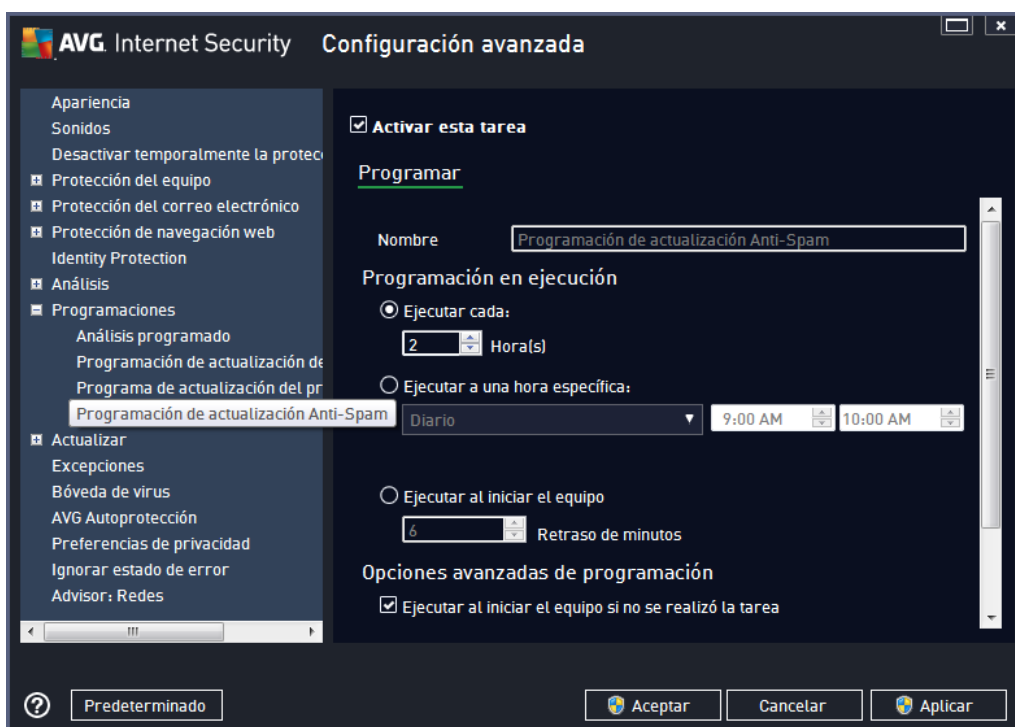 AVG. Internet Security Configuración avanzada
Apariencia
Sonidos
Desactivar temporalmente la protec
Protección del equipo
Protección del correo electrónico
Protección de navegación web
Identity Protection
Análisis
Programaciones
Análisis programado
Programación de actualización de
Programa de actualización del pr
Programación de actualización Anti-Spam
Actualizar
Excepciones
Bóveda de virus
AVG Autoprotección
Preferencias de privacidad
Ignorar estado de error
Advisor: Redes
Activar esta tarea
Programar
Nombre Programación de actualización Anti-Spam
Programación en ejecución
Ejecutar cada:
2 Hora(s)
Ejecutar a una hora específica:
Diario 9:00 AM 10:00 AM
Ejecutar al iniciar el equipo
6 Retraso de minutos
Opciones avanzadas de programación
Ejecutar al iniciar el equipo si no se realizó la tarea
Predeterminado Aceptar Cancelar Aplicar